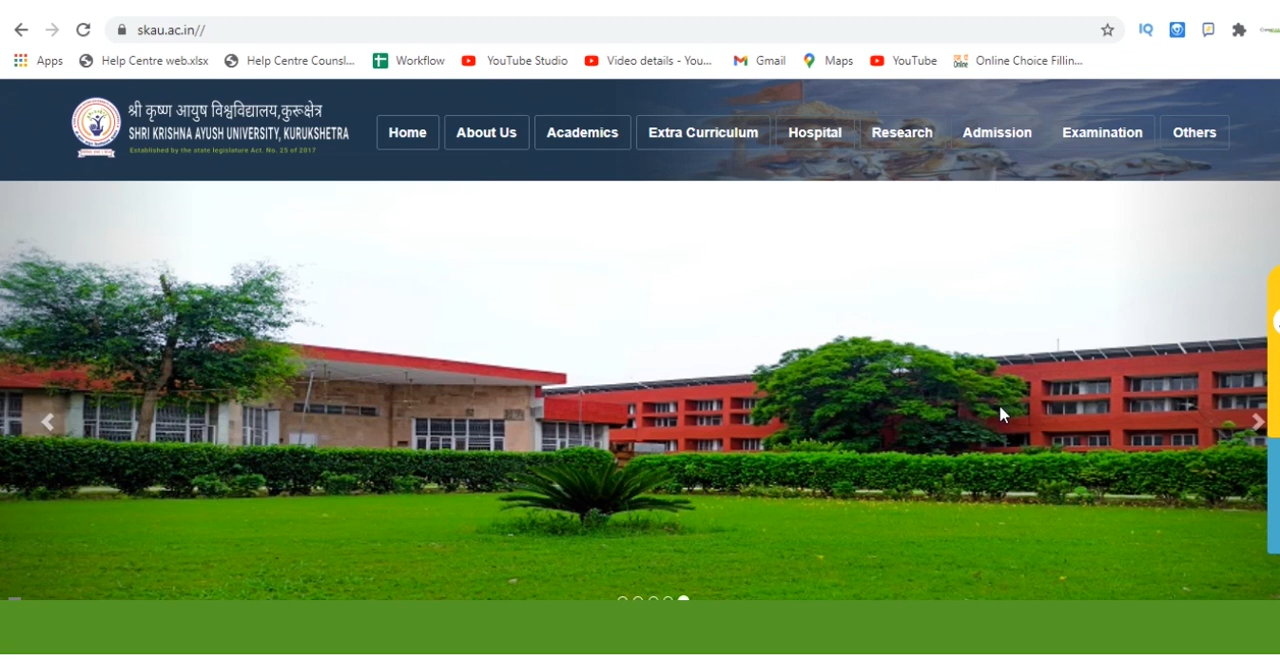 skau.ac.in//
IQ
Apps Help Centre web.xlsx Help Centre Counsl... Workflow YouTube Studio Video details - You... Gmail Maps YouTube Online Choice Fillin...
श्री कृष्ण आयुष विश्वविद्यालय,कुरूक्षेत्र
SHRI KRISHNA AYUSH UNIVERSITY, KURUKSHETRA
Established by the state legislature Act. No. 25 of 2017
Home About Us Academics Extra Curriculum Hospital Research Admission Examination Others